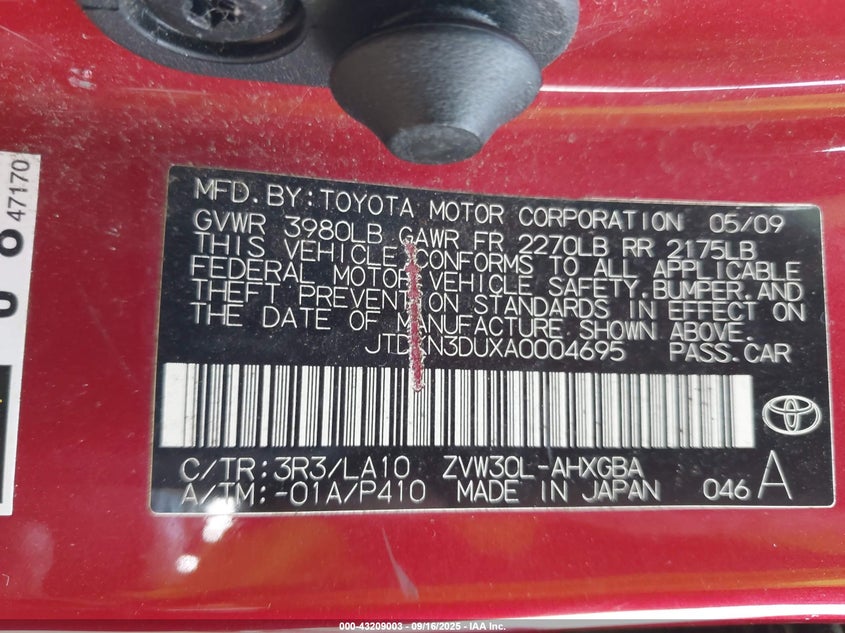 MFD. BY: TOYOTA MOTOR CORPORATION 05/09
GVWR 3980LB GAWR FR 2270LB RR 2175LB
THIS VEHICLE CONFORMS TO ALL APPLICABLE
FEDERAL MOTOR VEHICLE SAFETY, BUMPER, AND
THEFT PREVENTION STANDARDS IN EFFECT ON
THE DATE OF MANUFACTURE SHOWN ABOVE.
JTDKN3DUXA0004695 PASS. CAR
C/TR: 3R3/LA10 ZVW30L-AHXGBA
A/TM: -01A/P410 MADE IN JAPAN 046 A
47170
000-43209003 - 09/16/2025 - IAA Inc.